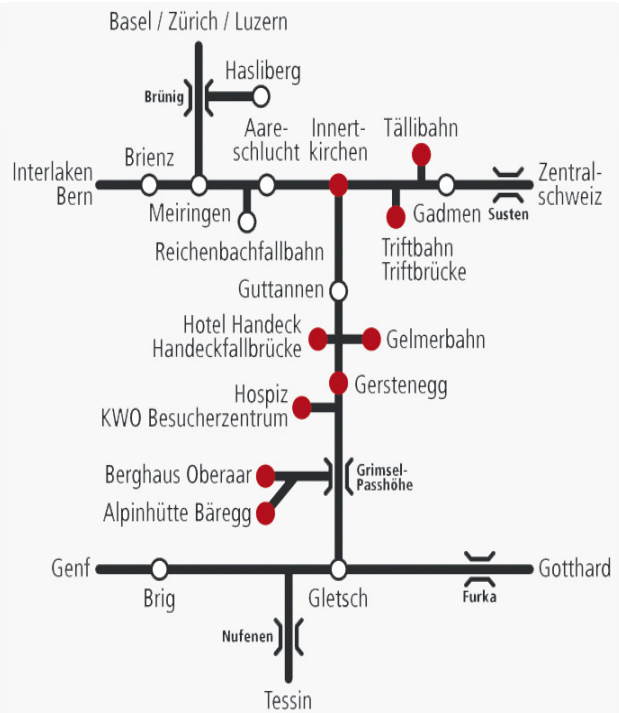 Basel / Zürich / Luzern
Hasliberg
Brünig
Aare-
schlucht
Innert-
kirchen
Tällibahn
Brienz
Interlaken
Bern
Zentral-
schweiz
Meiringen
Gadmen
Susten
Reichenbachfallbahn
Triftbahn
Triftbrücke
Guttannen
Hotel Handeck
Handeckfallbrücke
Gelmerbahn
Gerstenegg
Hospiz
KWO Besucherzentrum
Berghaus Oberaar
Grimsel-
Passhöhe
Alpinhütte Bäregg
Genf
Gotthard
Brig
Gletsch
Furka
Nufenen
Tessin